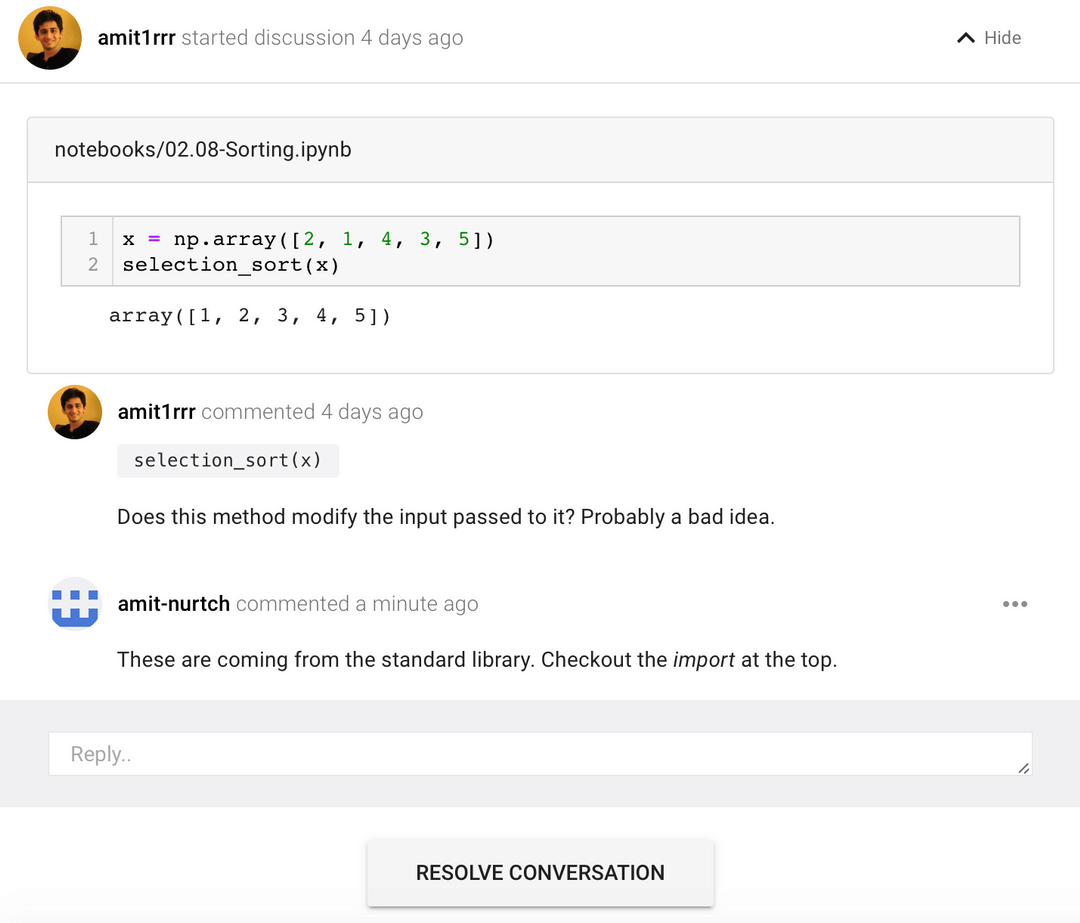 amit1rrr started discussion 4 days ago
Hide
notebooks/02.08-Sorting.ipynb
1 x = np.array([2, 1, 4, 3, 5])
2 selection_sort(x)
array([1, 2, 3, 4, 5])
amit1rrr commented 4 days ago
selection_sort(x)
Does this method modify the input passed to it? Probably a bad idea.
amit-nurtch commented a minute ago
These are coming from the standard library. Checkout the import at the top.
Reply..
RESOLVE CONVERSATION